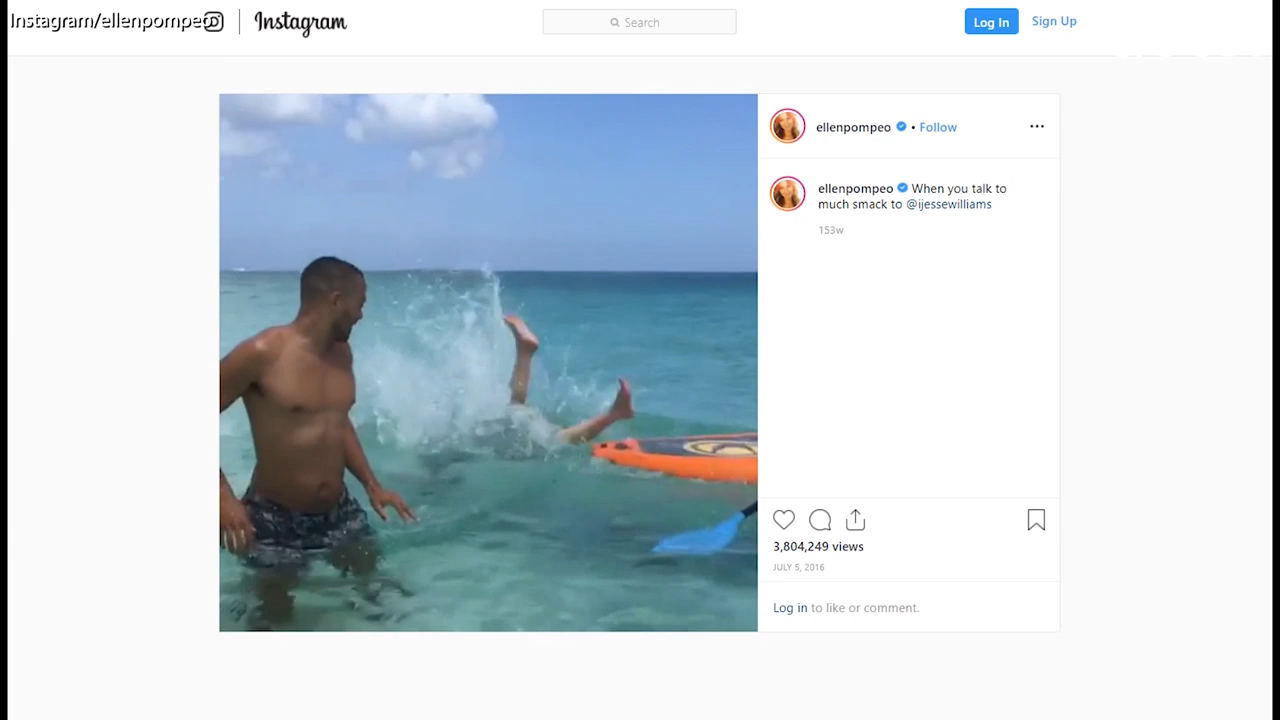 Instagram/ellenpompeo
Instagram
Search
Log In
Sign Up
ellenpompeo • Follow
ellenpompeo When you talk to
much smack to @ijessewilliams
153w
3,804,249 views
JULY 5, 2016
Log in to like or comment.